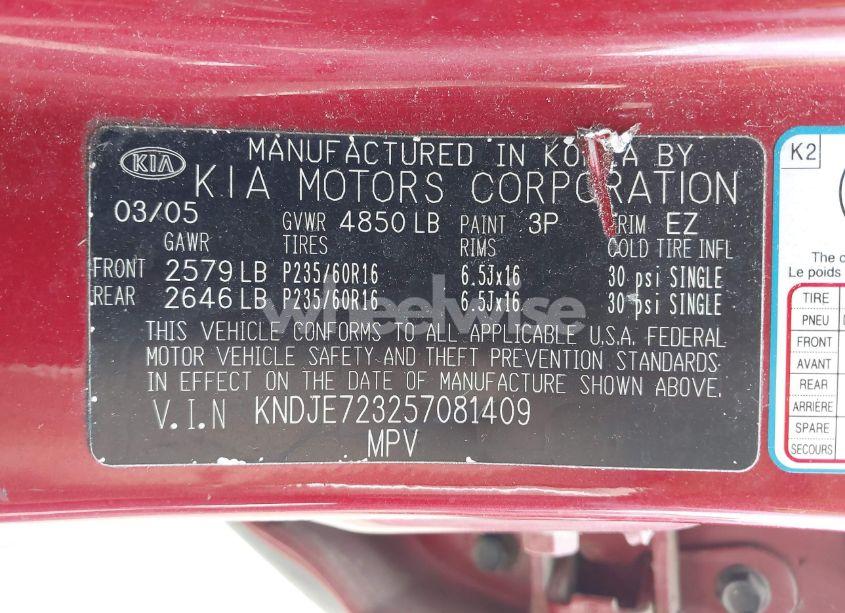 KIA
MANUFACTURED IN KOREA BY
KIA MOTORS CORPORATION
03/05 GVWR 4850 LB PAINT 3P TRIM EZ
GAWR TIRES RIMS COLD TIRE INFL
FRONT 2579 LB P235/60R16 6.5Jx16 30 psi SINGLE
REAR 2646 LB P235/60R16 6.5Jx16 30 psi SINGLE
wheelwise
THIS VEHICLE CONFORMS TO ALL APPLICABLE U.S.A. FEDERAL
MOTOR VEHICLE SAFETY AND THEFT PREVENTION STANDARDS
IN EFFECT ON THE DATE OF MANUFACTURE SHOWN ABOVE.
V.I.N KNDJE723257081409
MPV
K2
The
Le poids
TIRE
PNEU
FRONT
AVANT
REAR
ARRIÈRE
SPARE
SECOURS